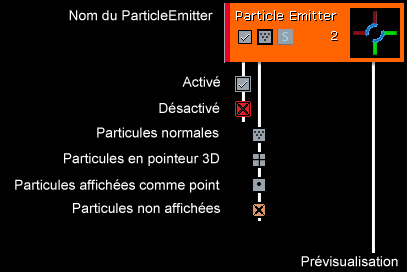 Nom du ParticleEmitter
Particle Emitter
S
2
Activé
Désactivé
Particules normales
Particules en pointeur 3D
Particules affichées comme point
Particules non affichées
Prévisualisation